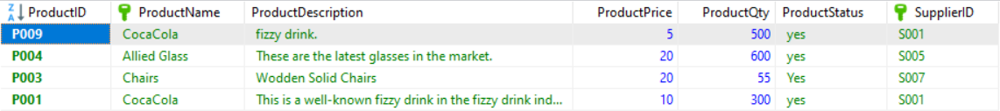 Z A ProductID ProductName ProductDescription ProductPrice ProductQty ProductStatus SupplierID
P009 CocaCola fizzy drink. 5 500 yes S001
P004 Allied Glass These are the latest glasses in the market. 20 600 yes S005
P003 Chairs Wodden Solid Chairs 20 55 Yes S007
P001 CocaCola This is a well-known fizzy drink in the fizzy drink ind... 10 300 yes S001